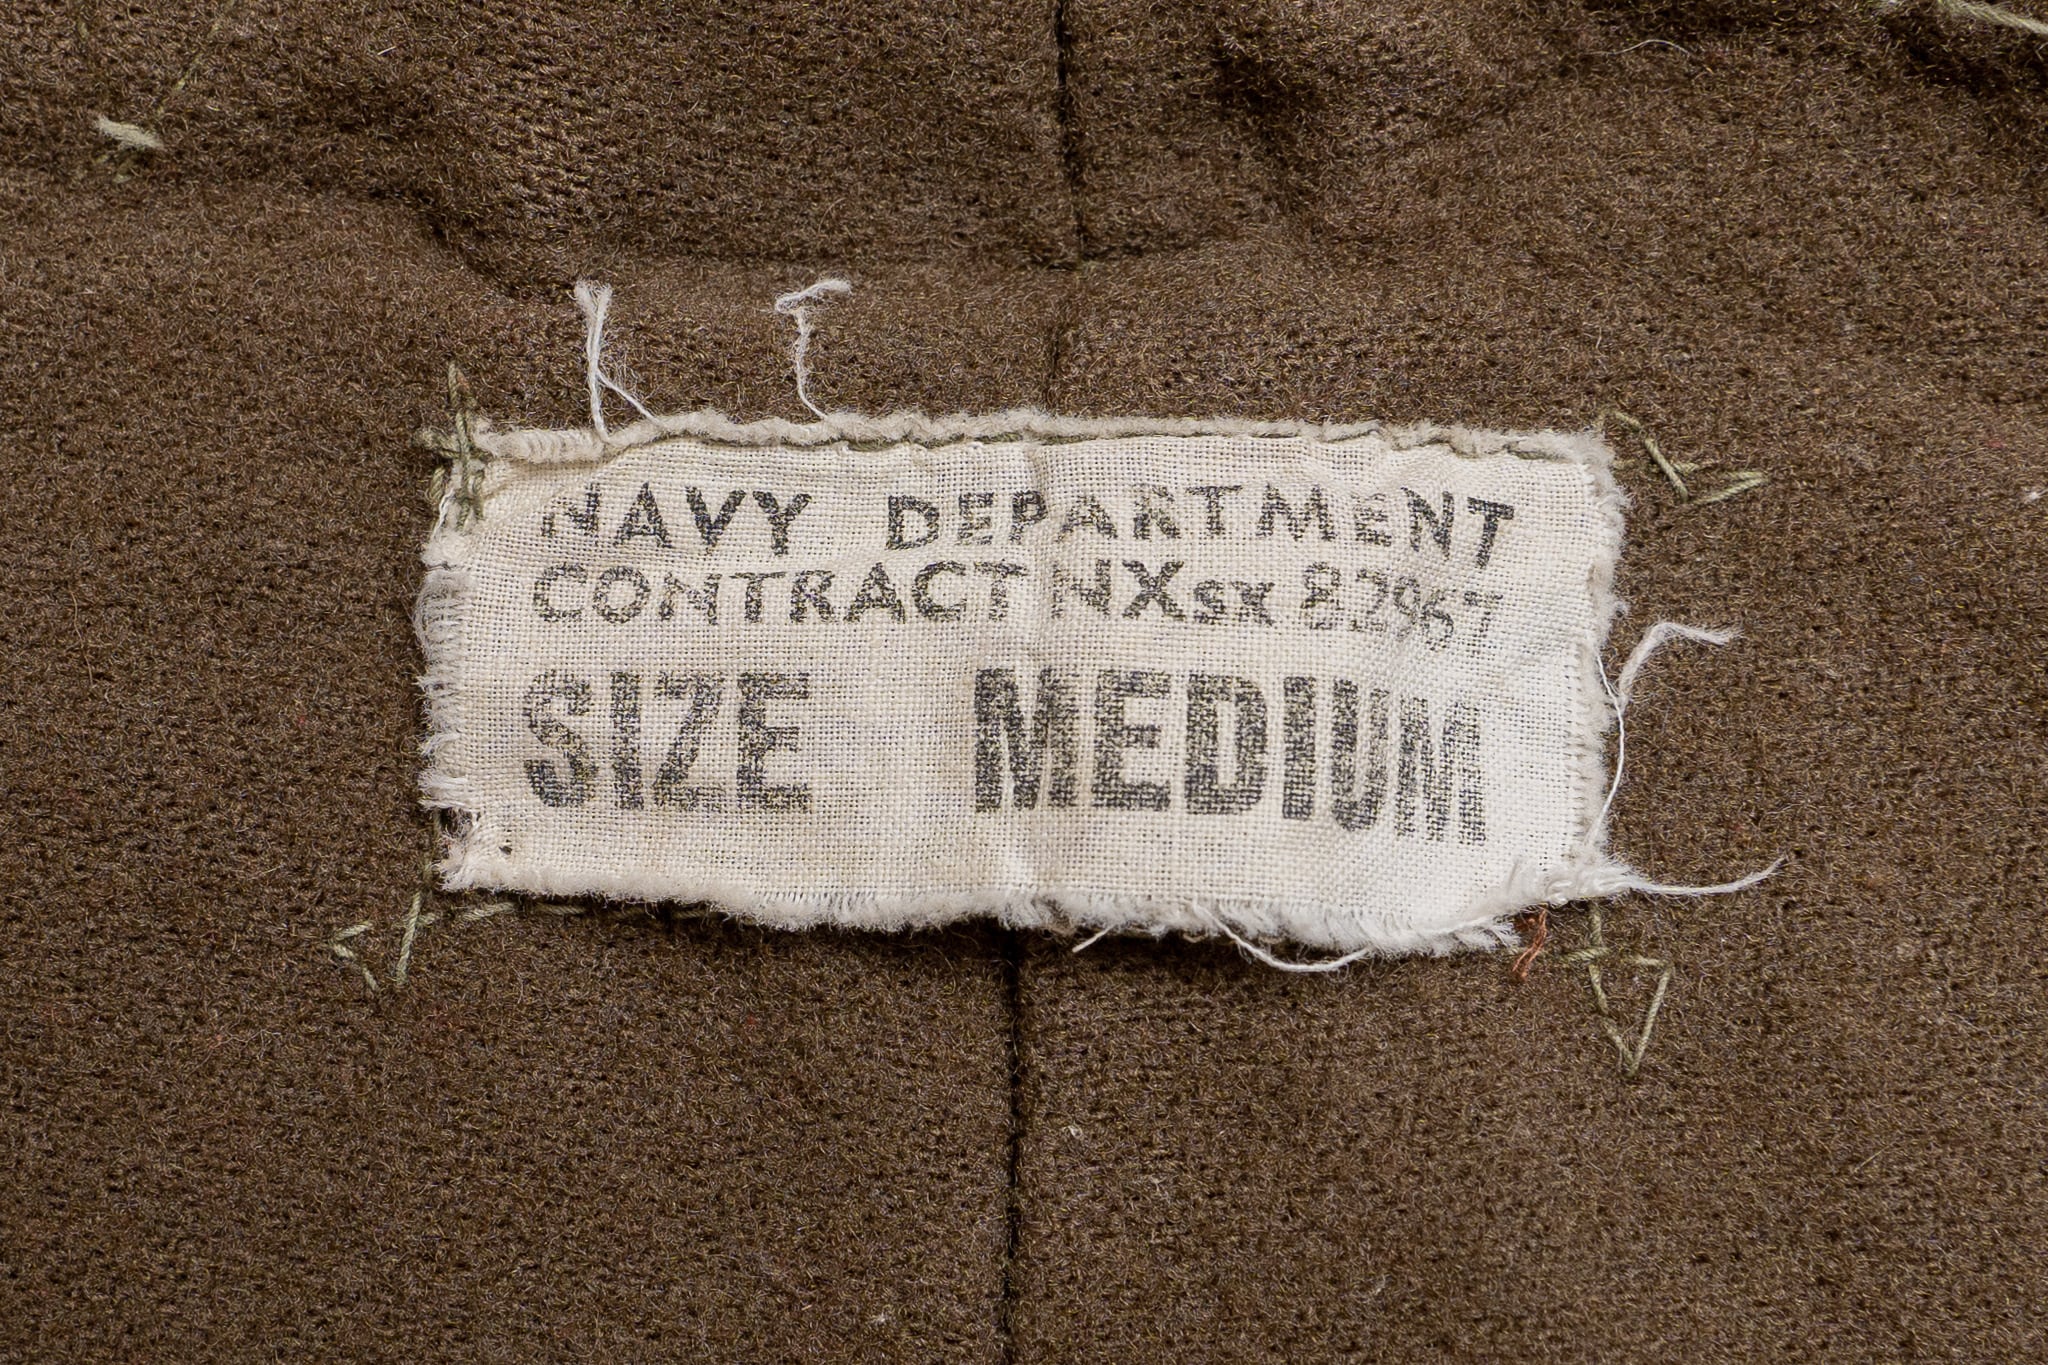 NAVY DEPARTMENT
CONTRACT NXsx 82967
SIZE MEDIUM